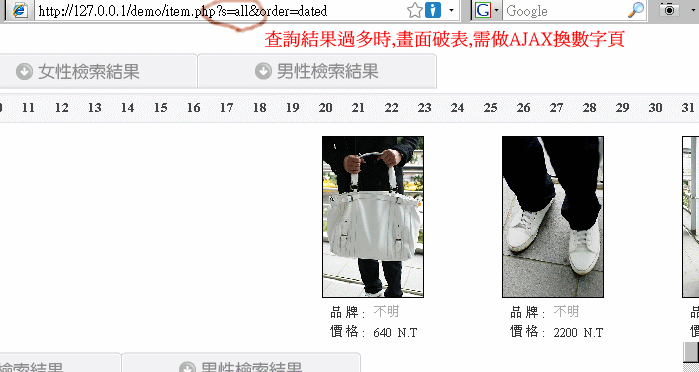 http://127.0.0.1/demo/item.php?s=all&order=dated
Google
查詢結果過多時,畫面破表,需做AJAX換數字頁
女性檢索結果
男性檢索結果
11 12 13 14 15 16 17 18 19 20 21 22 23 24 25 26 27 28 29 30 31
品 牌 : 不明
價 格 : 640 N.T
品 牌 : 不明
價 格 : 2200 N.T
品
價
檢索結果
男性檢索結果